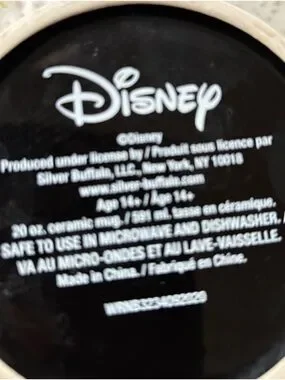 Disney
©Disney
Produced under license by / Produit sous licence par
Silver Buffalo, LLC., New York, NY 10018
www.silver-buffalo.com
Age 14+ / Âge 14+
20 oz. ceramic mug. / 591 ml. tasse en céramique.
SAFE TO USE IN MICROWAVE AND DISHWASHER. /
VA AU MICRO-ONDES ET AU LAVE-VAISSELLE.
Made in China. / Fabriqué en Chine.